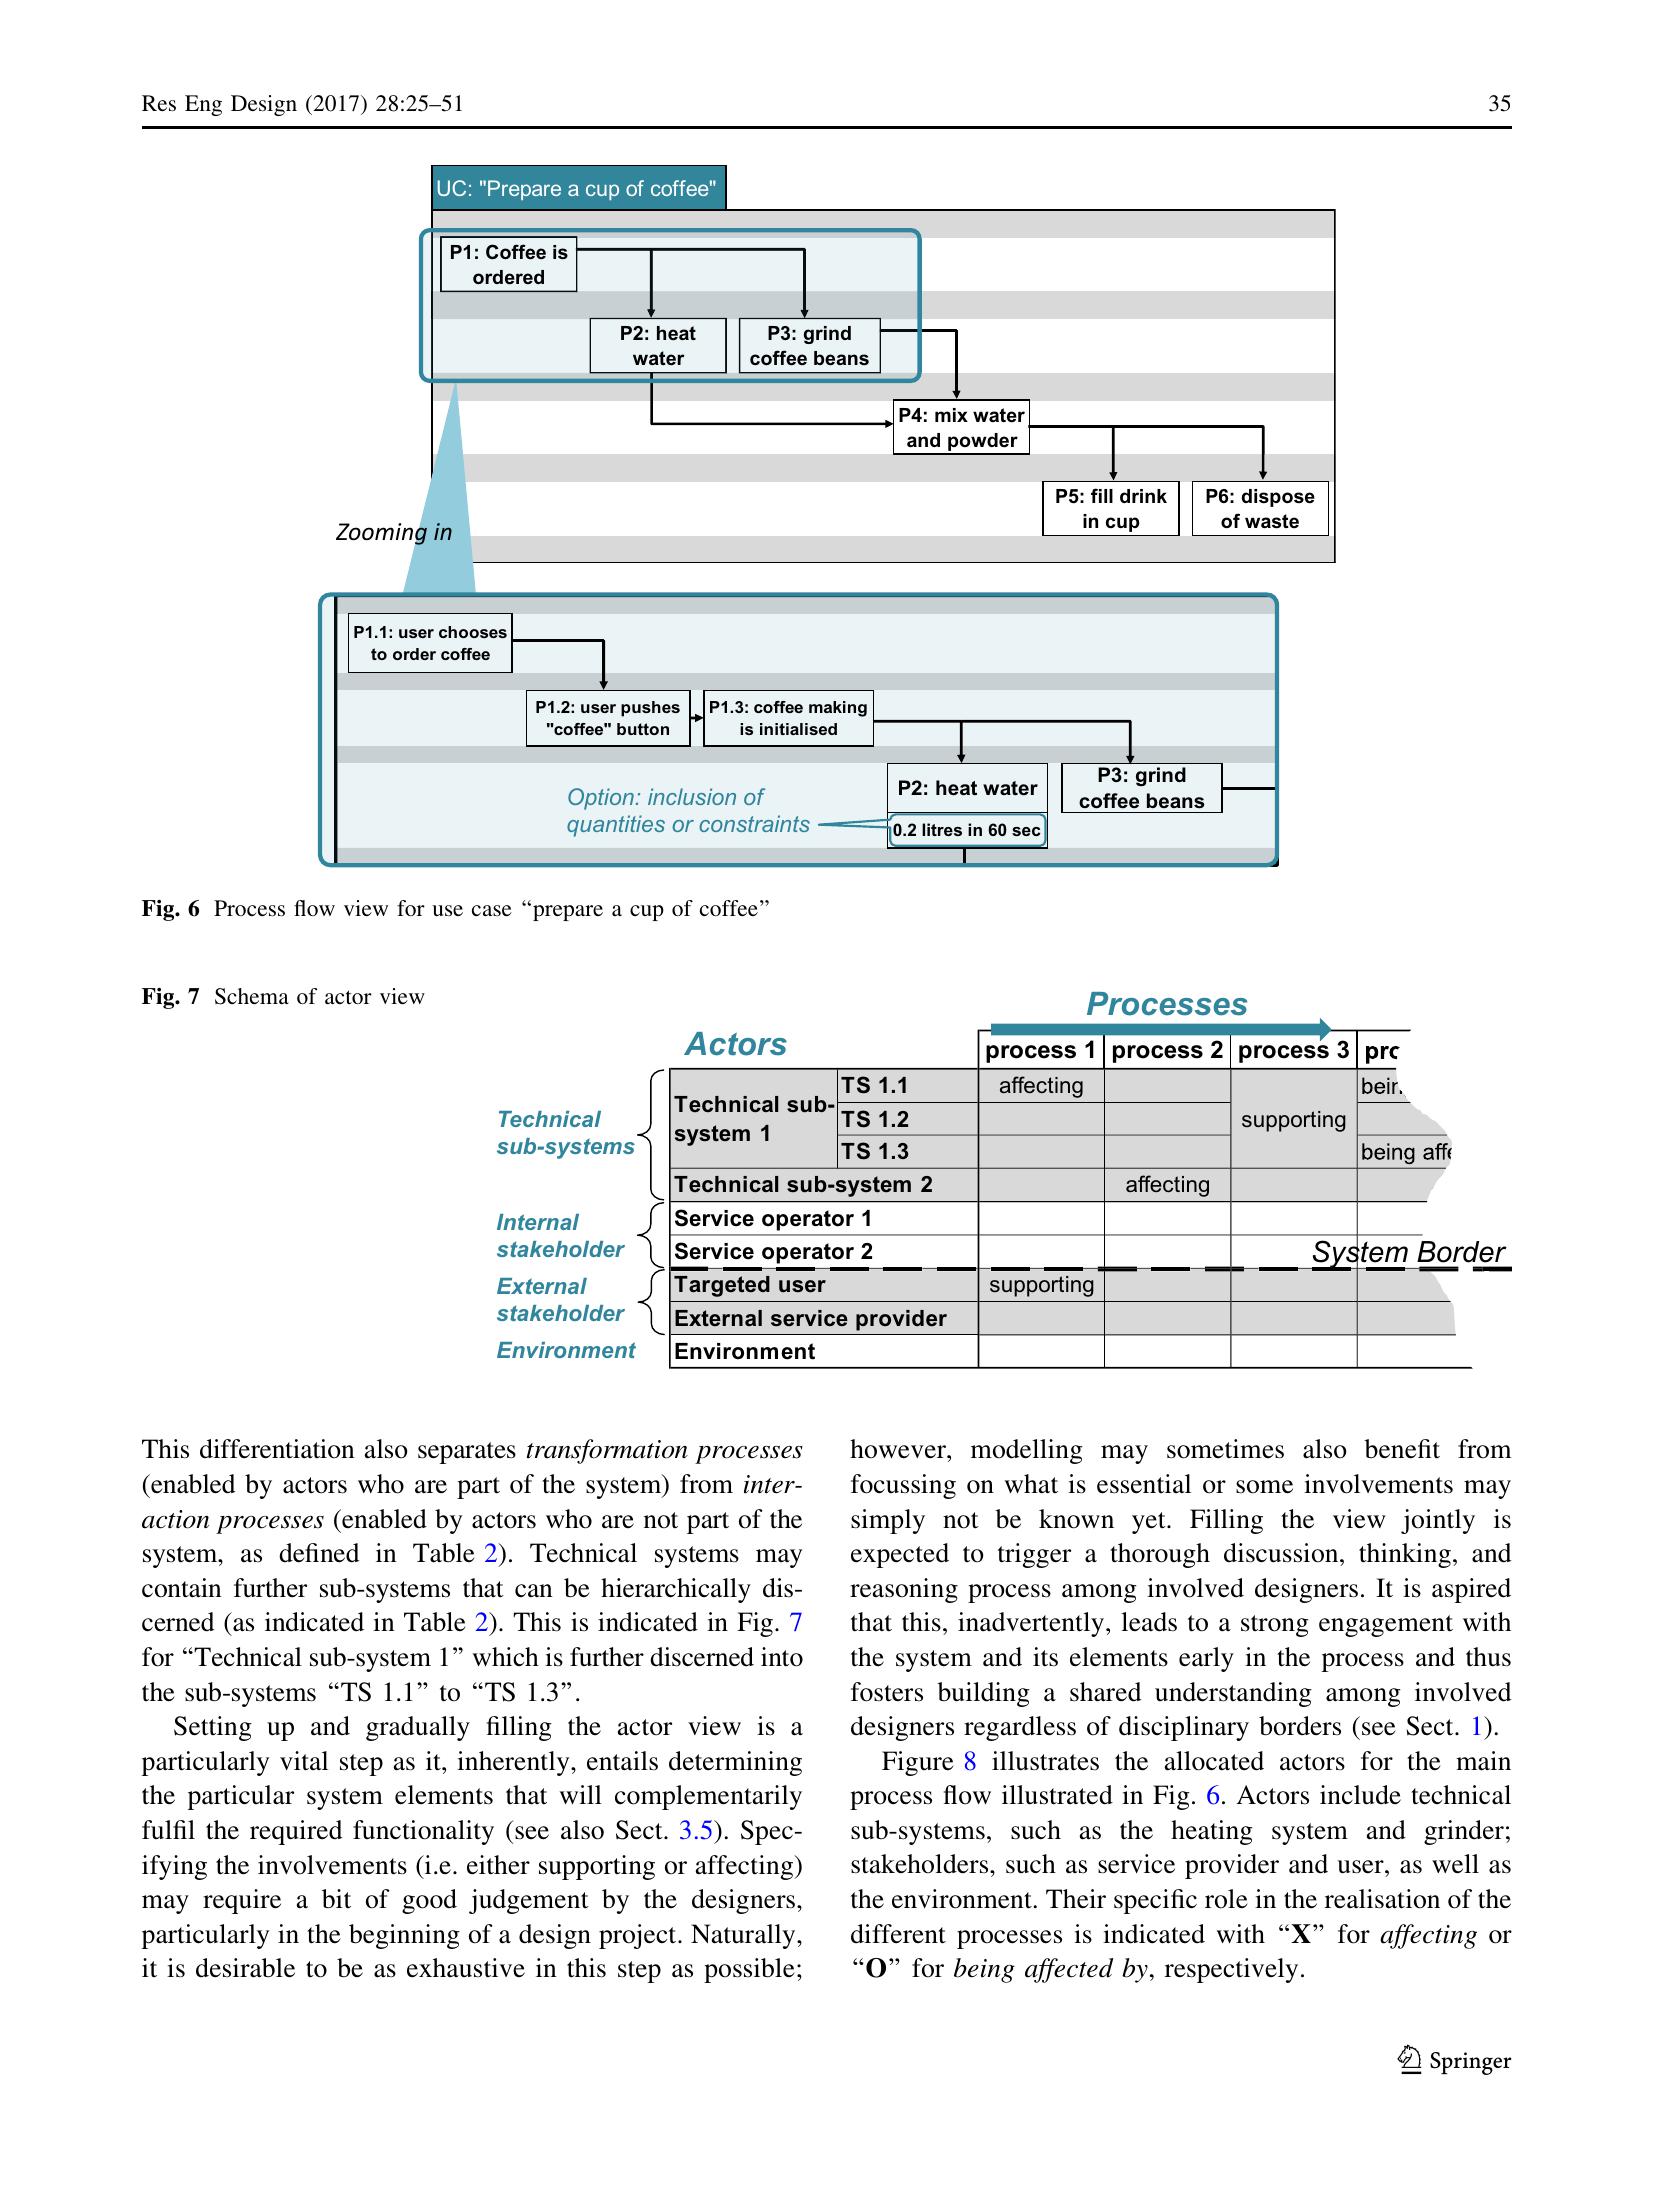 Res Eng Design (2017) 28:25–51
35
UC: "Prepare a cup of coffee"
P1: Coffee is
ordered
P2: heat
water
P3: grind
coffee beans
P4: mix water
and powder
P5: fill drink
in cup
P6: dispose
of waste
Zooming in
P1.1: user chooses
to order coffee
P1.2: user pushes
"coffee" button
P1.3: coffee making
is initialised
P2: heat water
0.2 litres in 60 sec
P3: grind
coffee beans
Option: inclusion of
quantities or constraints
Fig. 6 Process flow view for use case “prepare a cup of coffee”
Fig. 7 Schema of actor view
Processes
Actors
process 1 process 2 process 3
Technical
sub-systems
Technical sub-
system 1
TS 1.1 affecting
TS 1.2 supporting
TS 1.3 being
Technical sub-system 2 affecting
Internal
stakeholder
Service operator 1
Service operator 2
System Border
External
stakeholder
Targeted user supporting
External service provider
Environment
Environment
This differentiation also separates transformation processes
(enabled by actors who are part of the system) from inter-
action processes (enabled by actors who are not part of the
system, as defined in Table 2). Technical systems may
contain further sub-systems that can be hierarchically dis-
cerned (as indicated in Table 2). This is indicated in Fig. 7
for “Technical sub-system 1” which is further discerned into
the sub-systems “TS 1.1” to “TS 1.3”.
Setting up and gradually filling the actor view is a
particularly vital step as it, inherently, entails determining
the particular system elements that will complementarily
fulfil the required functionality (see also Sect. 3.5). Spec-
ifying the involvements (i.e. either supporting or affecting)
may require a bit of good judgement by the designers,
particularly in the beginning of a design project. Naturally,
it is desirable to be as exhaustive in this step as possible;
however, modelling may sometimes also benefit from
focussing on what is essential or some involvements may
simply not be known yet. Filling the view jointly is
expected to trigger a thorough discussion, thinking, and
reasoning process among involved designers. It is aspired
that this, inadvertently, leads to a strong engagement with
the system and its elements early in the process and thus
fosters building a shared understanding among involved
designers regardless of disciplinary borders (see Sect. 1).
Figure 8 illustrates the allocated actors for the main
process flow illustrated in Fig. 6. Actors include technical
sub-systems, such as the heating system and grinder;
stakeholders, such as service provider and user, as well as
the environment. Their specific role in the realisation of the
different processes is indicated with “X” for affecting or
“O” for being affected by, respectively.
Springer